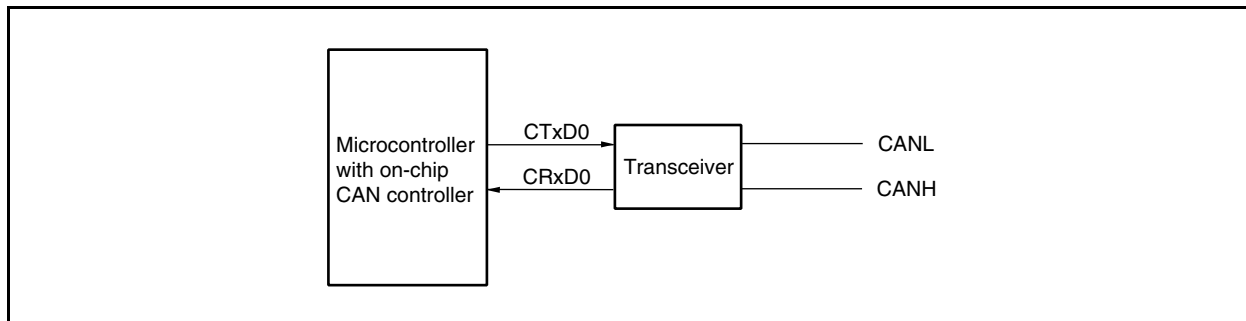 Microcontroller
with on-chip
CAN controller
CTxD0
CRxD0
Transceiver
CANL
CANH